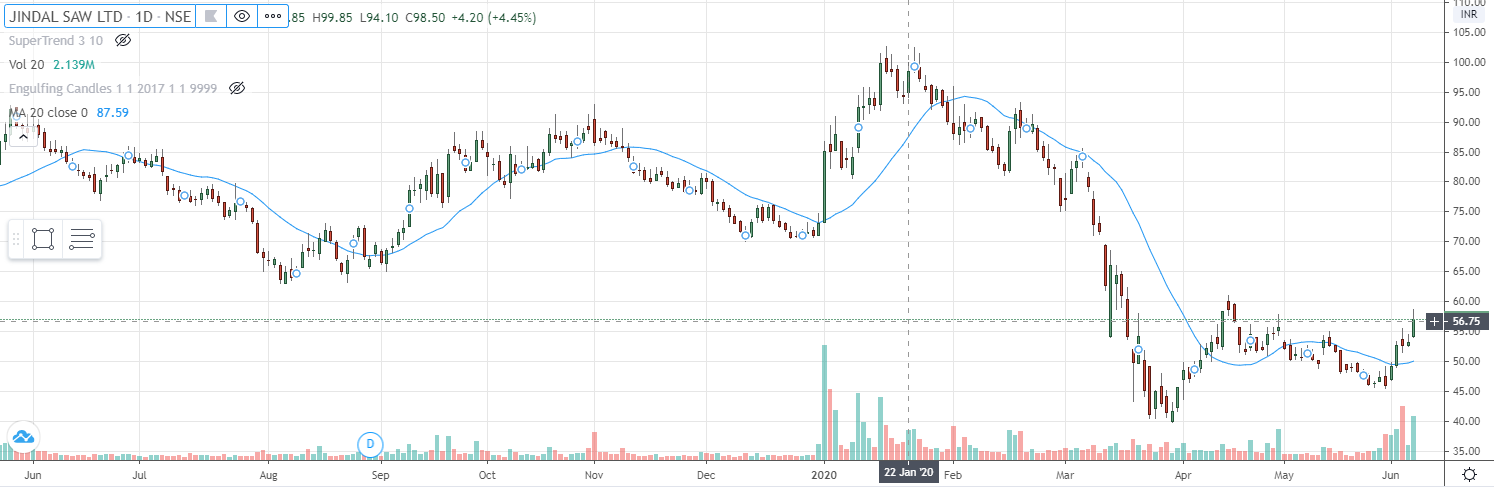 JINDAL SAW LTD · 1D · NSE .85 H99.85 L94.10 C98.50 +4.20 (+4.45%)
SuperTrend 3 10
Vol 20 2.139M
Engulfing Candles 1 1 2017 1 1 9999
MA 20 close 0 87.59
110.00
INR
105.00
100.00
95.00
90.00
85.00
80.00
75.00
70.00
65.00
60.00
56.75
55.00
50.00
45.00
40.00
35.00
D
Jun Jul Aug Sep Oct Nov Dec 2020 22 Jan '20 Feb Mar Apr May Jun